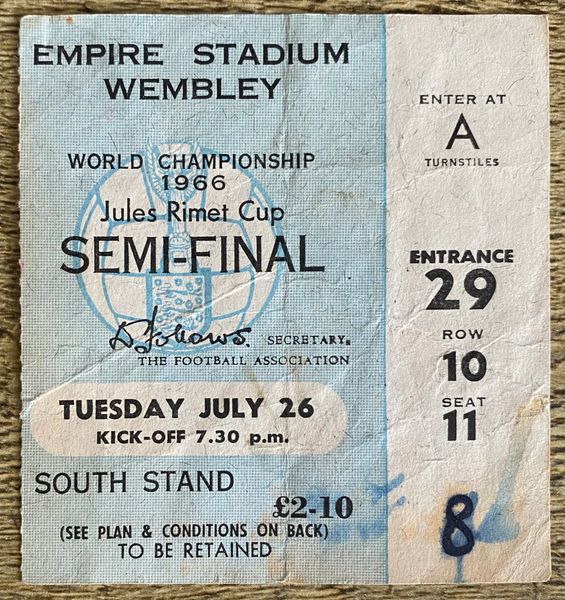 EMPIRE STADIUM
WEMBLEY
WORLD CHAMPIONSHIP
1966
Jules Rimet Cup
SEMI-FINAL
SECRETARY.
THE FOOTBALL ASSOCIATION
TUESDAY JULY 26
KICK-OFF 7.30 p.m.
SOUTH STAND
£2-10
(SEE PLAN & CONDITIONS ON BACK)
TO BE RETAINED
ENTER AT
A
TURNSTILES
ENTRANCE
29
ROW
10
SEAT
11
8